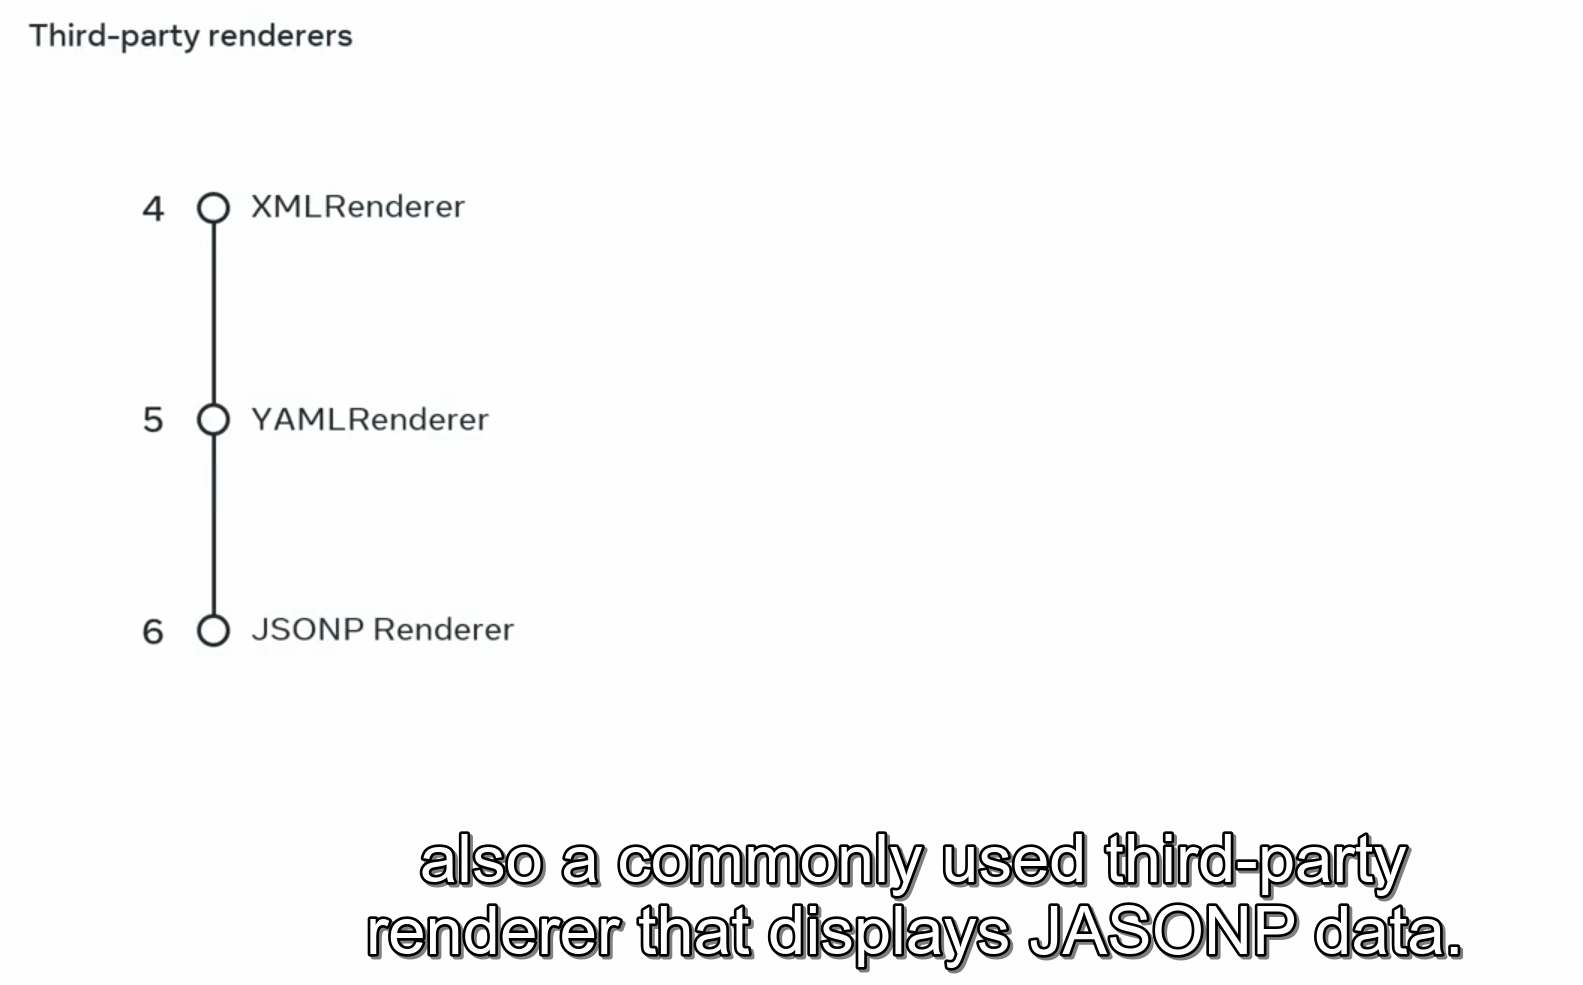 Third-party renderers
4 XMLRenderer
5 YAMLRenderer
6 JSONP Renderer
also a commonly used third-party
renderer that displays JASONP data.